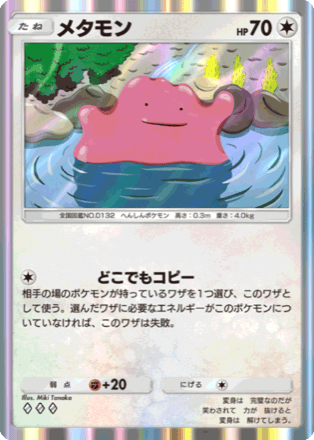 たね メタモン HP 70
全国図鑑NO.0132 へんしんポケモン 高さ:0.3m 重さ:4.0kg
どこでもコピー
相手の場のポケモンが持っているワザを1つ選び、このワザと
して使う。選んだワザに必要なエネルギーがこのポケモンに
ついていなければ、このワザは失敗。
弱点 +20 にげる
Illus. Miki Tanaka
変身は 完璧なのだが
笑わされて 力が 抜けると
変身が 解けてしまう。